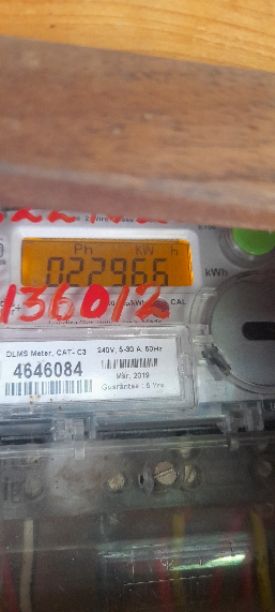 Ph KW h
022966 kWh
136012 CAL
DLMS Meter, CAT- C3 240V, 5-30 A, 50Hz
4646084
Mar, 2019
Guarantee : 5 Yrs